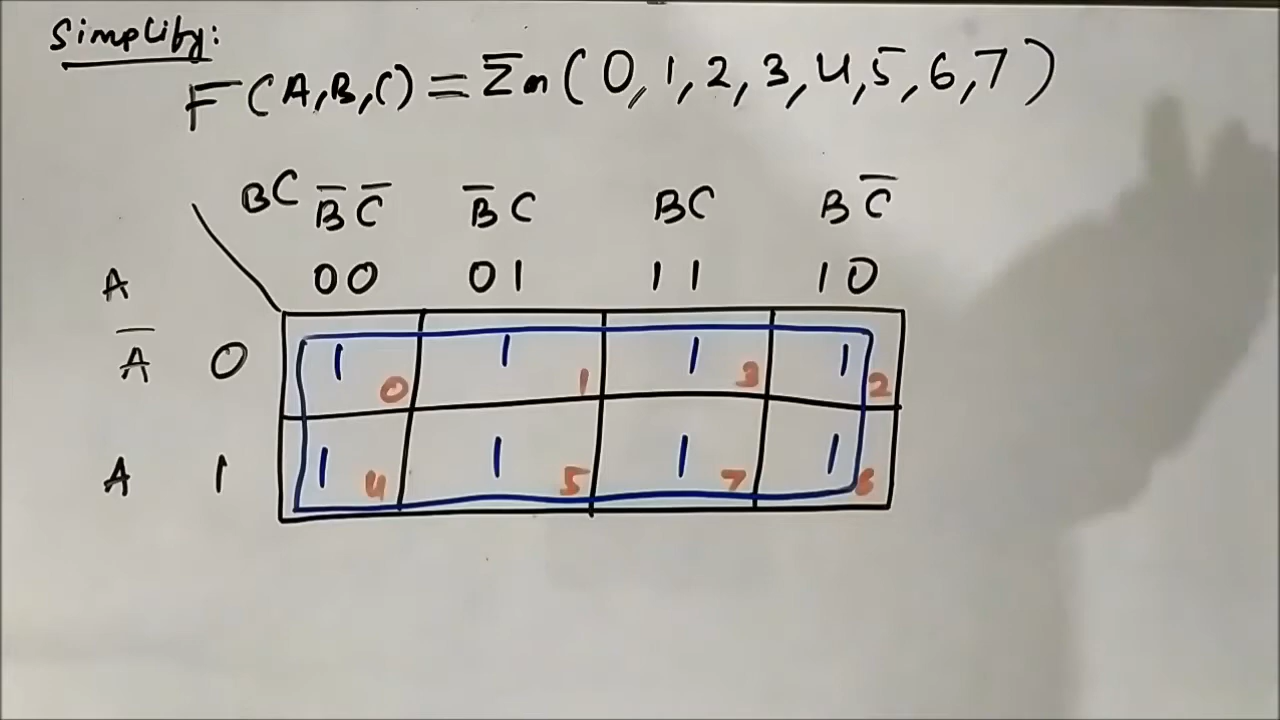 Simplify:
F(A,B,C) = Σm(0,1,2,3,4,5,6,7)
BC B̅ C̅ B̅ C BC B C̅
A 00 01 11 10
A̅ 0 1 0 1 1 1 3 1 2
A 1 1 4 1 5 1 7 1 6